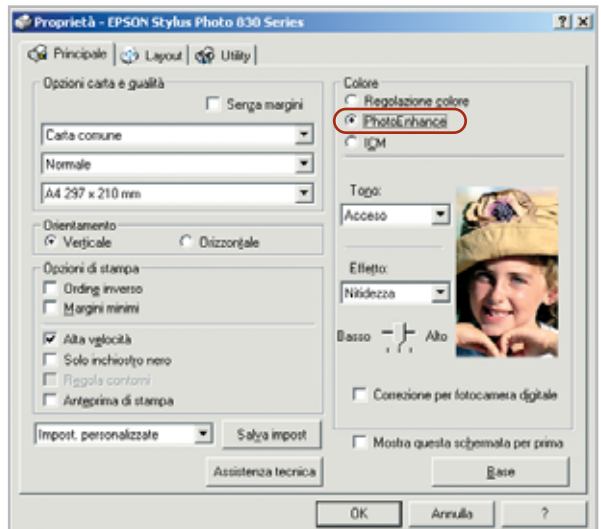 Proprietà - EPSON Stylus Photo 830 Series
Principale Layout Utility
Opzioni carta e qualità
Senza margini
Carta comune
Normale
A4 297 x 210 mm
Orientamento
Verticale Orizzontale
Opzioni di stampa
Ording inverso
Margini minimi
Alta velocità
Solo inchiostro nero
Regola contorni
Anteprima di stampa
Impost. personalizzate Salva impost
Assistenza tecnica
Colore
Regolazione colore
PhotoEnhance
ICM
Tono:
Acceso
Effetto:
Nitidezza
Basso Alto
Correzione per fotocamera digitale
Mostra questa schermata per prima
Base
OK Annulla ?